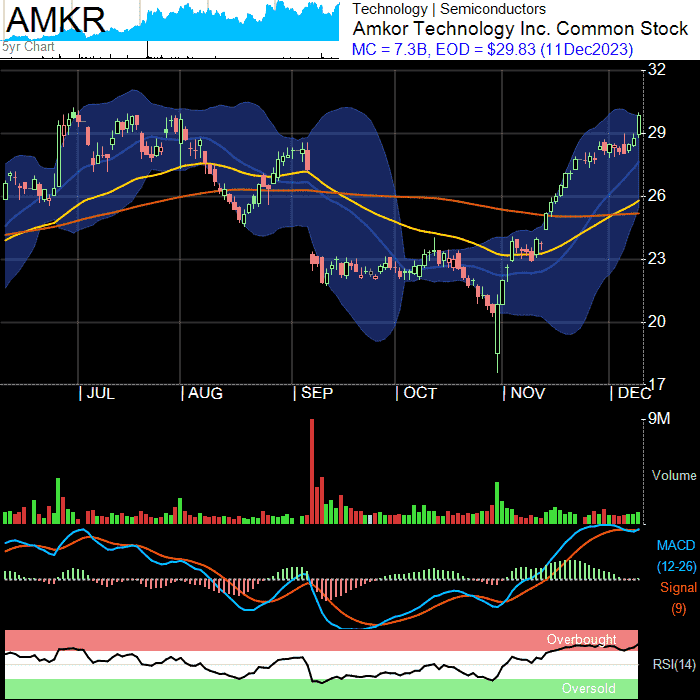 AMKR
5yr Chart
Technology | Semiconductors
Amkor Technology Inc. Common Stock
MC = 7.3B, EOD = $29.83 (11Dec2023)
32
29
26
23
20
17
| JUL | AUG | SEP | OCT | NOV | DEC
9M
Volume
MACD
(12-26)
Signal
(9)
Overbought
RSI(14)
Oversold